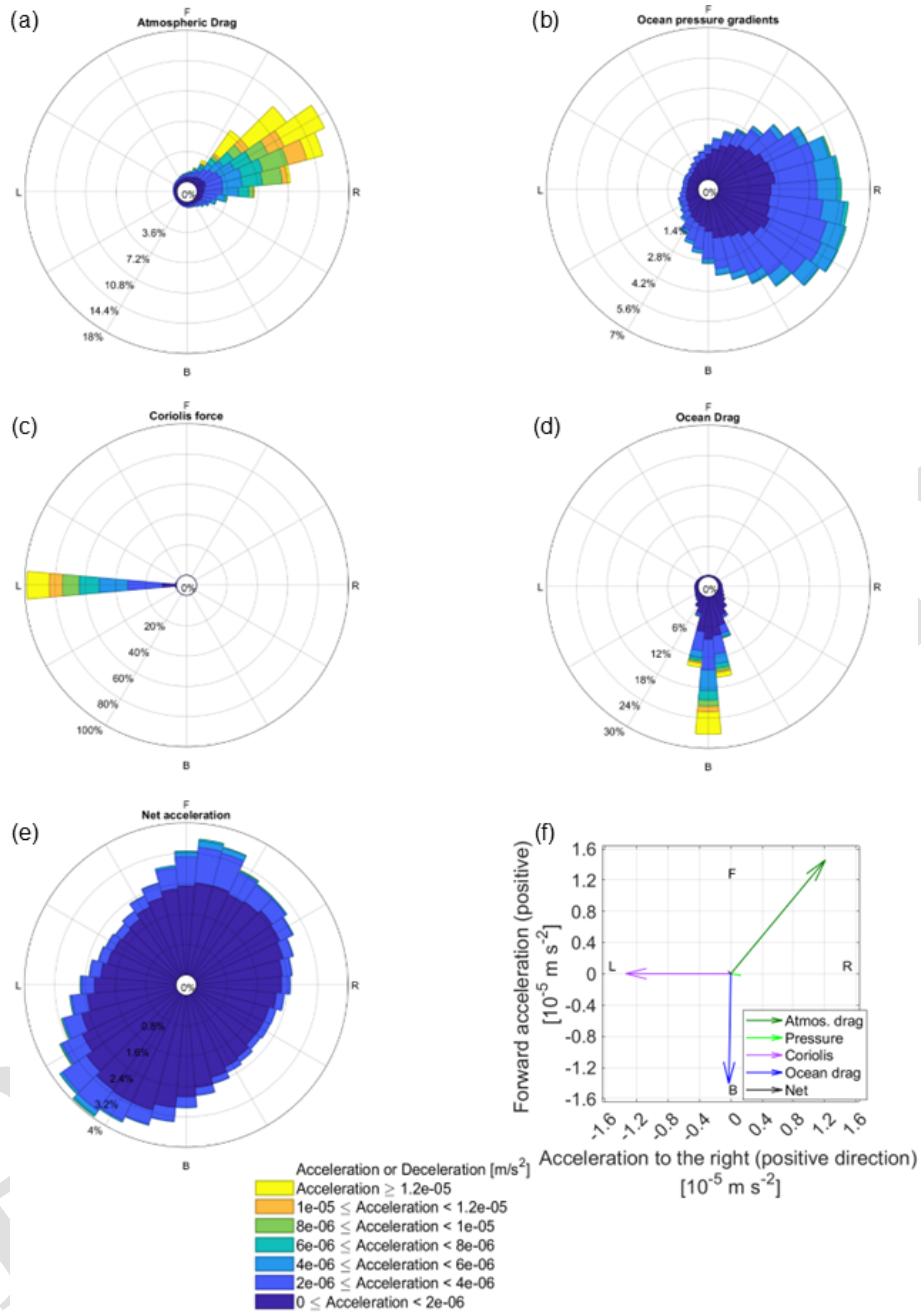 (a)
F
Atmospheric Drag
L
R
0%
3.6%
7.2%
10.8%
14.4%
18%
B
(b)
F
Ocean pressure gradients
L
R
0%
1.4%
2.8%
4.2%
5.6%
7%
B
(c)
F
Coriolis force
L
R
0%
20%
40%
60%
80%
100%
B
(d)
F
Ocean Drag
L
R
0%
6%
12%
18%
24%
30%
B
(e)
F
Net acceleration
L
R
0%
0.8%
1.6%
2.4%
3.2%
4%
B
(f)
Forward acceleration (positive)
[10⁻⁵ m s⁻²]
1.6
1.2
0.8
0.4
0
-0.4
-0.8
-1.2
-1.6
F
L
R
B
Atmos. drag
Pressure
Coriolis
Ocean drag
Net
-1.6 -1.2 -0.8 -0.4 0 0.4 0.8 1.2 1.6
Acceleration to the right (positive direction)
[10⁻⁵ m s⁻²]
Acceleration or Deceleration [m/s²]
Acceleration ≥ 1.2e-05
1e-05 ≤ Acceleration < 1.2e-05
8e-06 ≤ Acceleration < 1e-05
6e-06 ≤ Acceleration < 8e-06
4e-06 ≤ Acceleration < 6e-06
2e-06 ≤ Acceleration < 4e-06
0 ≤ Acceleration < 2e-06